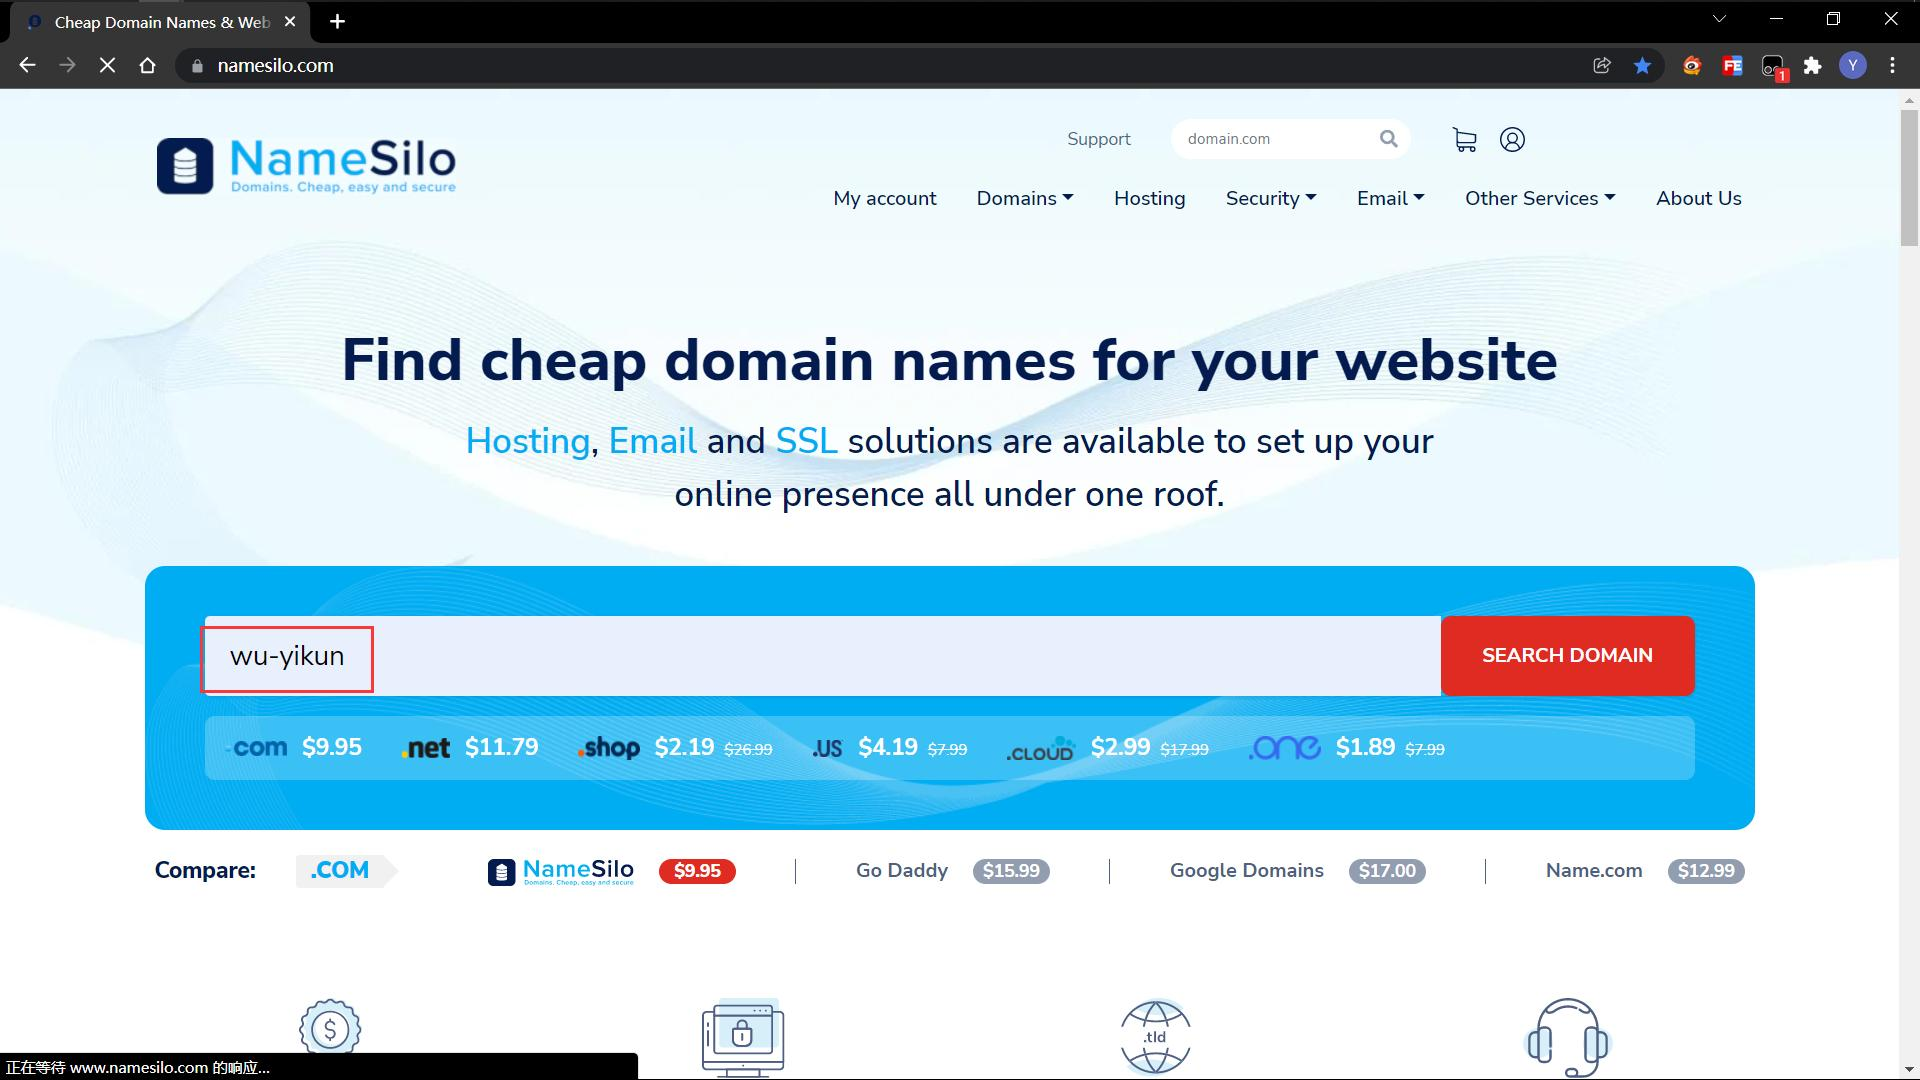 Cheap Domain Names & Web
namesilo.com
Y
1
NameSilo
Domains. Cheap, easy and secure
Support
domain.com
My account Domains Hosting Security Email Other Services About Us
Find cheap domain names for your website
Hosting, Email and SSL solutions are available to set up your
online presence all under one roof.
wu-yikun
SEARCH DOMAIN
.com $9.95 .net $11.79 .shop $2.19 $26.99 .US $4.19 $7.99 .CLOUD $2.99 $17.99 .one $1.89 $7.99
Compare: .COM NameSilo Domains. Cheap, easy and secure $9.95 | Go Daddy $15.99 | Google Domains $17.00 | Name.com $12.99
$
.tld
正在等待 www.namesilo.com 的响应...